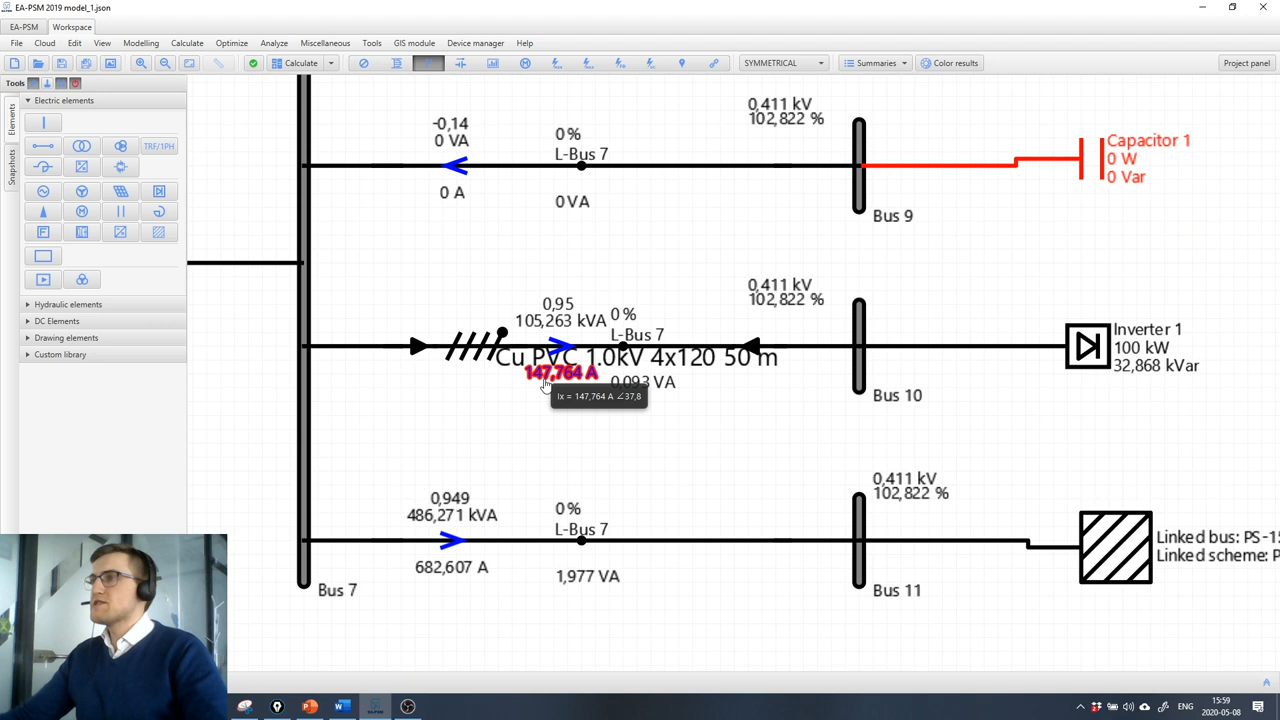 EA-PSM 2019 model_1.json
EA-PSM
Workspace
File Cloud Edit View Modelling Calculate Optimize Analyze Miscellaneous Tools GIS module Device manager Help
Calculate
SYMMETRICAL
Summaries
Color results
Project panel
Tools
Elements
Snapshots
Electric elements
TRF/1PH
Hydraulic elements
DC Elements
Drawing elements
Custom library
-0,14
0 VA
0 A
0 %
L-Bus 7
0 VA
0,411 kV
102,822 %
Bus 9
Capacitor 1
0 W
0 Var
0,95
105,263 kVA
0 %
L-Bus 7
Cu PVC 1.0kV 4x120 50 m
147,764 A
0,093 VA
Ix = 147,764 A ∠37,8
0,411 kV
102,822 %
Bus 10
Inverter 1
100 kW
32,868 kVar
0,949
486,271 kVA
682,607 A
0 %
L-Bus 7
1,977 VA
0,411 kV
102,822 %
Bus 11
Linked bus: PS-15
Linked scheme: P
Bus 7
ENG
15:59
2020-05-08